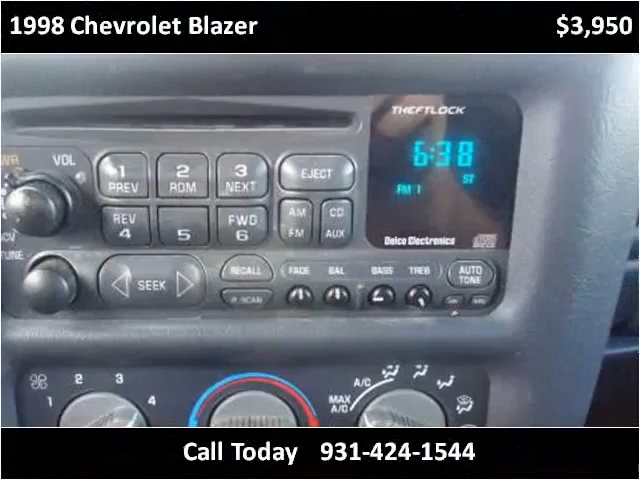 1998 Chevrolet Blazer $3,950
THEFTLOCK
PWR VOL
6:38
ST
FM 1
1 PREV
2 RDM
3 NEXT
EJECT
REV 4
5
FWD 6
AM FM
CD AUX
Delco Electronics
TUNE
SEEK
RECALL
P.SCAN
FADE BAL BASS TREB
AUTO TONE
1 2 3 4
A/C
MAX A/C
Call Today 931-424-1544